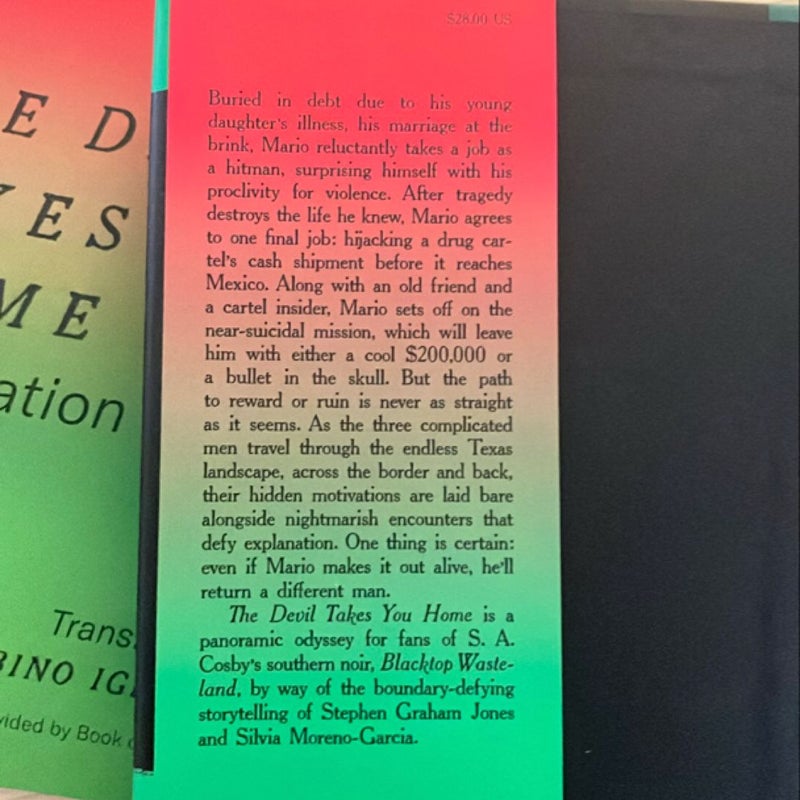 E D
YES
ME
ation
Trans
BINO IG
vided by Book
$28.00 US
Buried in debt due to his young
daughter's illness, his marriage at the
brink, Mario reluctantly takes a job as
a hitman, surprising himself with his
proclivity for violence. After tragedy
destroys the life he knew, Mario agrees
to one final job: hijacking a drug car-
tel's cash shipment before it reaches
Mexico. Along with an old friend and
a cartel insider, Mario sets off on the
near-suicidal mission, which will leave
him with either a cool $200,000 or
a bullet in the skull. But the path
to reward or ruin is never as straight
as it seems. As the three complicated
men travel through the endless Texas
landscape, across the border and back,
their hidden motivations are laid bare
alongside nightmarish encounters that
defy explanation. One thing is certain:
even if Mario makes it out alive, he'll
return a different man.
The Devil Takes You Home is a
panoramic odyssey for fans of S. A.
Cosby's southern noir, Blacktop Waste-
land, by way of the boundary-defying
storytelling of Stephen Graham Jones
and Silvia Moreno-Garcia.